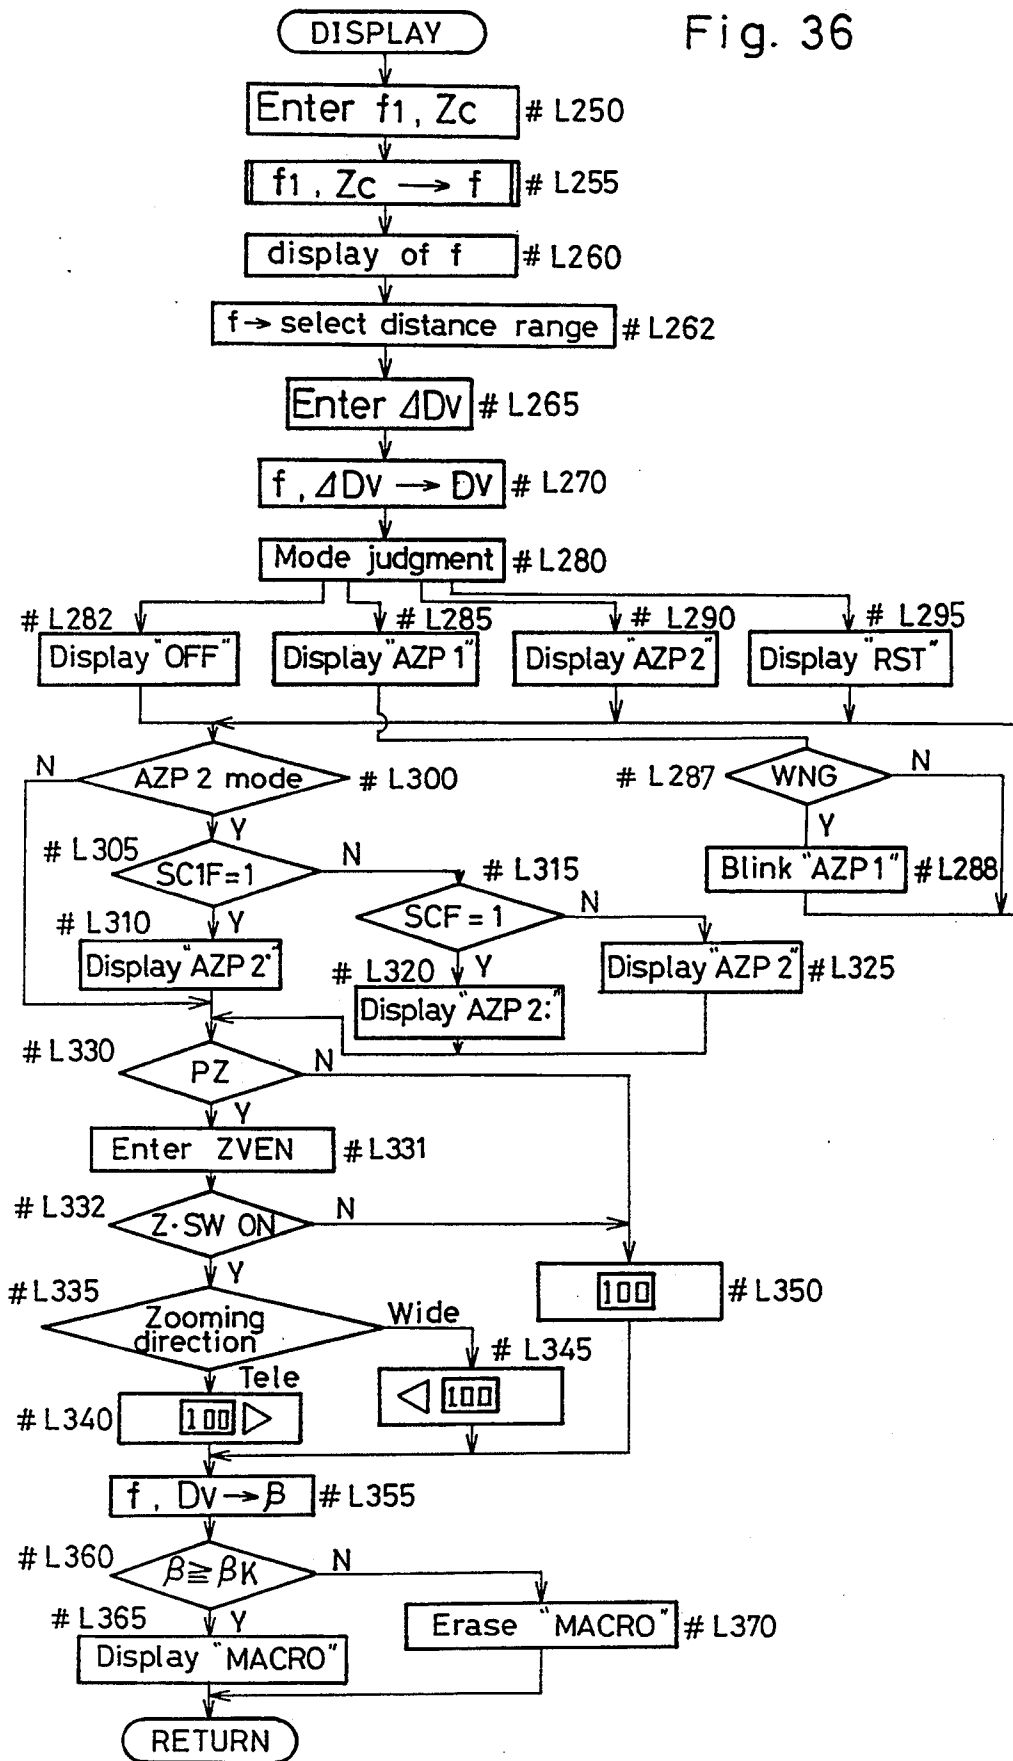 Fig. 36
DISPLAY
Enter f1, Zc # L250
f1, Zc → f # L255
display of f # L260
f → select distance range # L262
Enter ΔDv # L265
f, ΔDv → Dv # L270
Mode judgment # L280
# L282 # L285 # L290 # L295
Display "OFF" Display "AZP 1" Display "AZP 2" Display "RST"
N AZP 2 mode # L300 # L287 WNG N
Y Y
# L305 SC1F=1 N # L315 Blink "AZP 1" # L288
SCF = 1 N
# L310 Y
Display "AZP 2·" # L320 Y Display "AZP 2" # L325
Display "AZP 2:"
# L330 PZ N
Y
Enter ZVEN # L331
# L332 Z·SW ON N
Y
# L335 Zooming direction Wide 100 # L350
Tele # L345
# L340 100 ▷ ◁ 100
f, Dv → β # L355
# L360 β ≧ βK N
# L365 Y Erase "MACRO" # L370
Display "MACRO"
RETURN